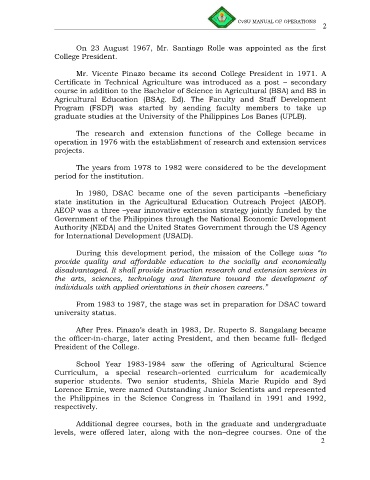 CvSU MANUAL OF OPERATIONS
2
On 23 August 1967, Mr. Santiago Rolle was appointed as the first
College President.
Mr. Vicente Pinazo became its second College President in 1971. A
Certificate in Technical Agriculture was introduced as a post – secondary
course in addition to the Bachelor of Science in Agricultural (BSA) and BS in
Agricultural Education (BSAg. Ed). The Faculty and Staff Development
Program (FSDP) was started by sending faculty members to take up
graduate studies at the University of the Philippines Los Banes (UPLB).
The research and extension functions of the College became in
operation in 1976 with the establishment of research and extension services
projects.
The years from 1978 to 1982 were considered to be the development
period for the institution.
In 1980, DSAC became one of the seven participants –beneficiary
state institution in the Agricultural Education Outreach Project (AEOP).
AEOP was a three –year innovative extension strategy jointly funded by the
Government of the Philippines through the National Economic Development
Authority (NEDA) and the United States Government through the US Agency
for International Development (USAID).
During this development period, the mission of the College was "to
provide quality and affordable education to the socially and economically
disadvantaged. It shall provide instruction research and extension services in
the arts, sciences, technology and literature toward the development of
individuals with applied orientations in their chosen careers."
From 1983 to 1987, the stage was set in preparation for DSAC toward
university status.
After Pres. Pinazo's death in 1983, Dr. Ruperto S. Sangalang became
the officer-in-charge, later acting President, and then became full- fledged
President of the College.
School Year 1983-1984 saw the offering of Agricultural Science
Curriculum, a special research–oriented curriculum for academically
superior students. Two senior students, Shiela Marie Rupido and Syd
Lorence Ernie, were named Outstanding Junior Scientists and represented
the Philippines in the Science Congress in Thailand in 1991 and 1992,
respectively.
Additional degree courses, both in the graduate and undergraduate
levels, were offered later, along with the non–degree courses. One of the
2